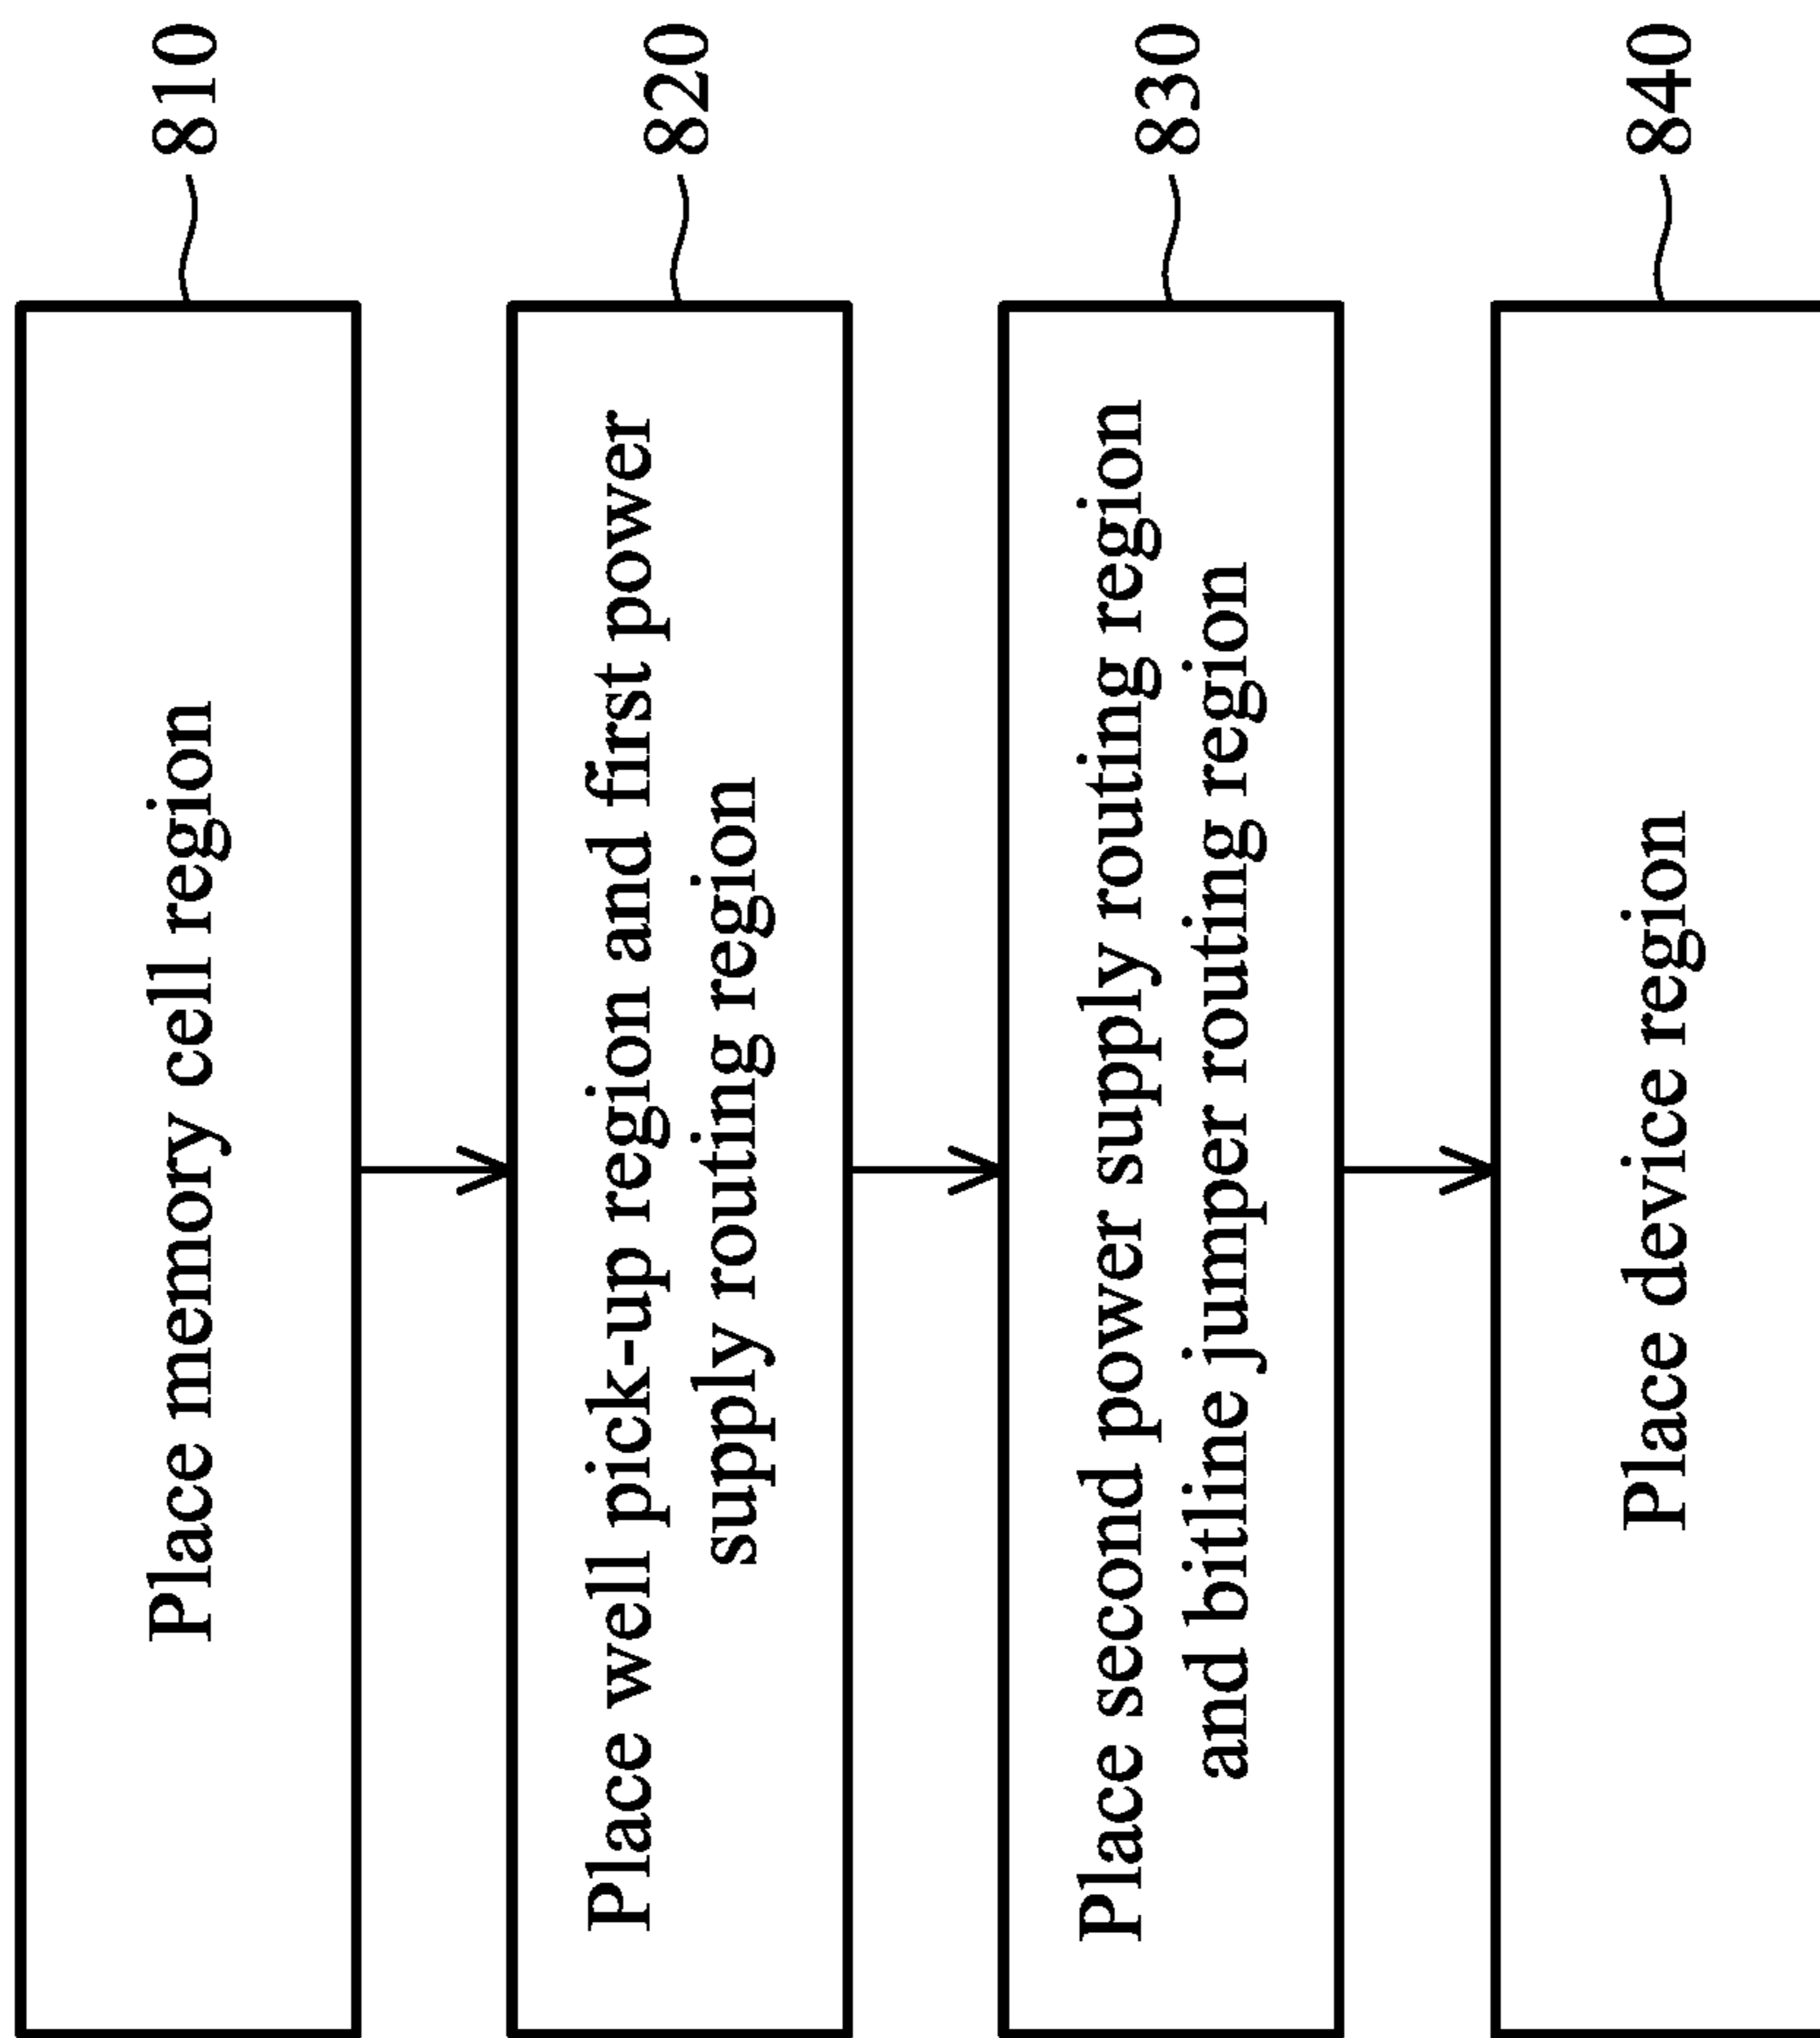 Place memory cell region
810
Place well pick-up region and first power
supply routing region
820
Place second power supply routing region
and bitline jumper routing region
830
Place device region
840